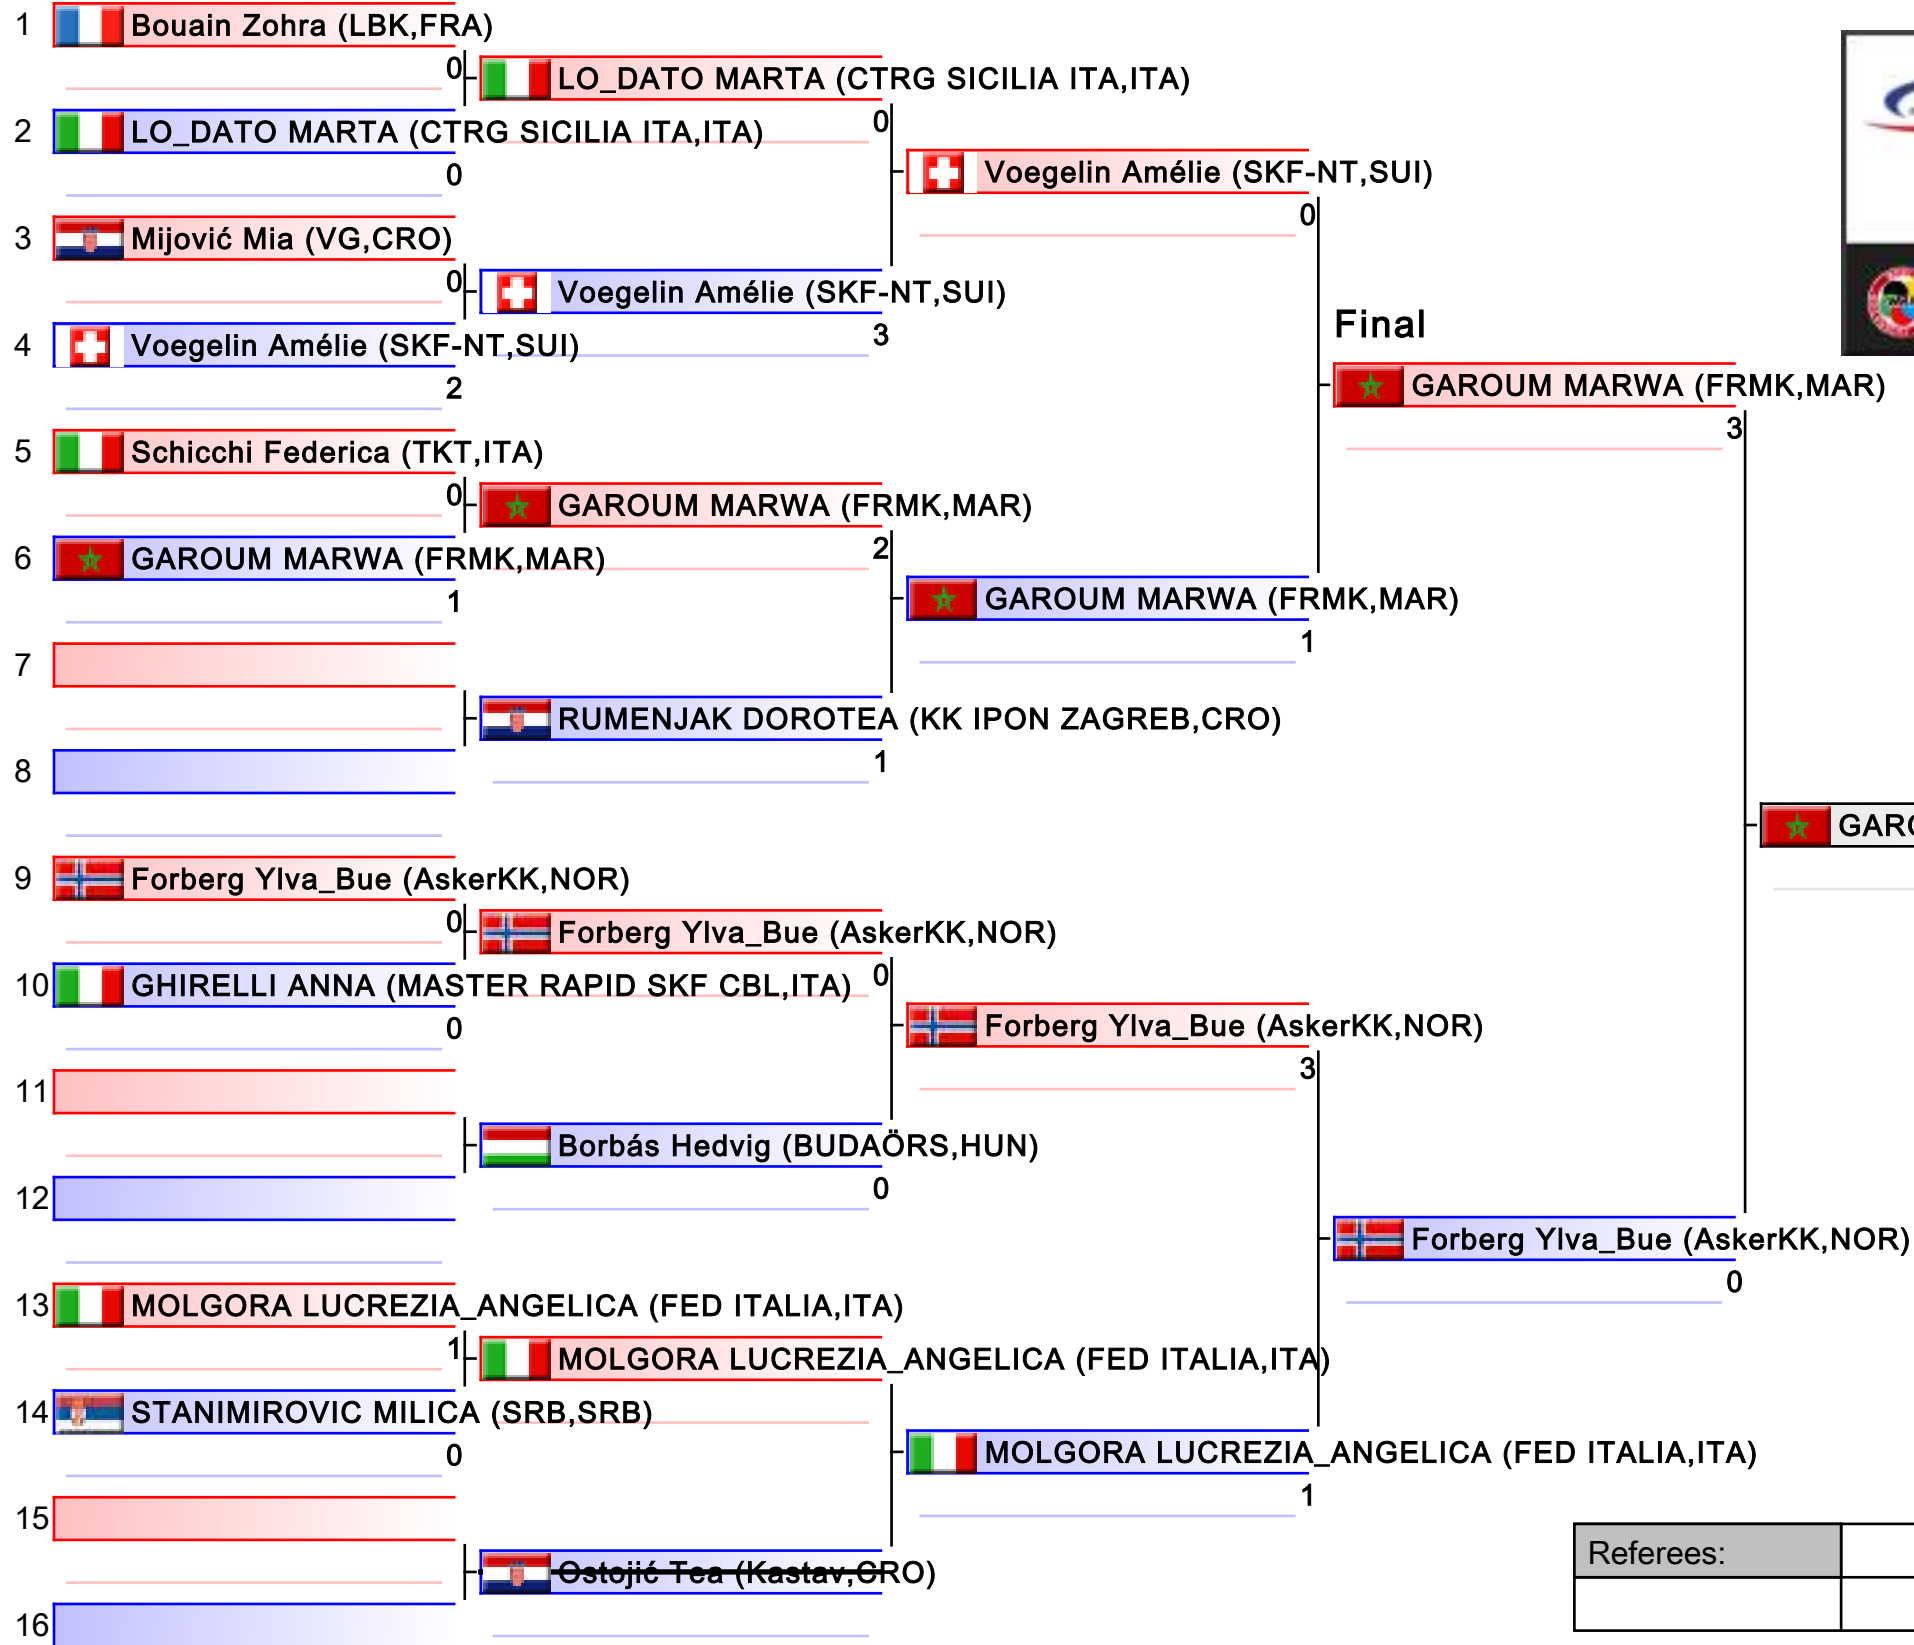 1 Bouain Zohra (LBK,FRA)
0
LO_DATO MARTA (CTRG SICILIA ITA,ITA)
0
2 LO_DATO MARTA (CTRG SICILIA ITA,ITA)
0
Voegelin Amélie (SKF-NT,SUI)
0
3 Mijović Mia (VG,CRO)
0
Voegelin Amélie (SKF-NT,SUI)
3
4 Voegelin Amélie (SKF-NT,SUI)
2
Final
GAROUM MARWA (FRMK,MAR)
3
5 Schicchi Federica (TKT,ITA)
0
GAROUM MARWA (FRMK,MAR)
2
6 GAROUM MARWA (FRMK,MAR)
1
GAROUM MARWA (FRMK,MAR)
1
7
RUMENJAK DOROTEA (KK IPON ZAGREB,CRO)
1
8
GARO
9 Forberg Ylva_Bue (AskerKK,NOR)
0
Forberg Ylva_Bue (AskerKK,NOR)
0
10 GHIRELLI ANNA (MASTER RAPID SKF CBL,ITA)
0
Forberg Ylva_Bue (AskerKK,NOR)
3
11
Borbás Hedvig (BUDAÖRS,HUN)
0
12
Forberg Ylva_Bue (AskerKK,NOR)
0
13 MOLGORA LUCREZIA_ANGELICA (FED ITALIA,ITA)
1
MOLGORA LUCREZIA_ANGELICA (FED ITALIA,ITA)
14 STANIMIROVIC MILICA (SRB,SRB)
0
MOLGORA LUCREZIA_ANGELICA (FED ITALIA,ITA)
1
15
Ostojić Tea (Kastav,CRO)
16
Referees: